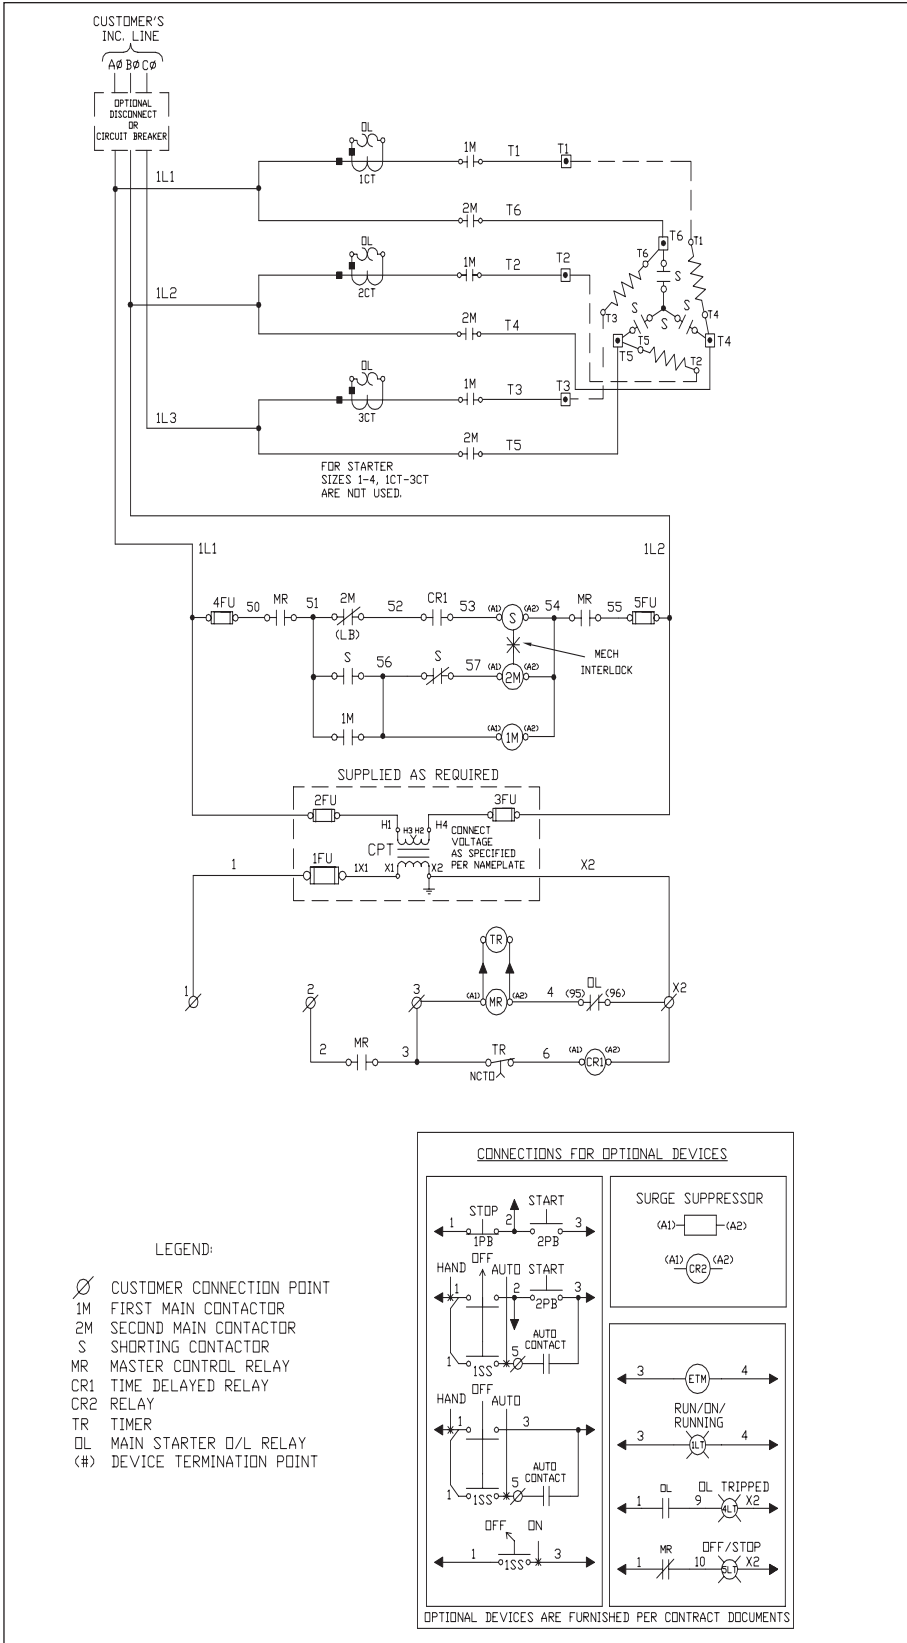 CUSTOMER'S
INC. LINE
AØ BØ CØ
OPTIONAL
DISCONNECT
OR
CIRCUIT BREAKER
OL
1CT
1M
T1
T1
1L1
2M
T6
T6
T1
T6
S
OL
2CT
1M
T2
T2
1L2
2M
T4
T3
S
S
S
T4
T5
T5
T4
T2
OL
3CT
1M
T3
T3
1L3
2M
T5
FOR STARTER
SIZES 1-4, 1CT-3CT
ARE NOT USED.
1L1
1L2
4FU
50
MR
51
2M
(LB)
52
CR1
53
(A1)
S
(A2)
54
MR
55
5FU
MECH
INTERLOCK
S
56
S
57
(A1)
2M
(A2)
1M
(A1)
1M
(A2)
SUPPLIED AS REQUIRED
2FU
3FU
H1
H3
H2
H4
CPT
CONNECT
VOLTAGE
AS SPECIFIED
PER NAMEPLATE
1
1FU
1X1
X1
X2
X2
TR
1
2
3
(A1)
MR
(A2)
4
(95)
OL
(96)
X2
2
MR
3
TR
NCTO
6
(A1)
CR1
(A2)
CONNECTIONS FOR OPTIONAL DEVICES
1
STOP
1PB
2
START
2PB
3
HAND
OFF
AUTO
1
2
START
2PB
3
1
1SS
5
AUTO
CONTACT
HAND
OFF
AUTO
1
3
1
1SS
5
AUTO
CONTACT
OFF
ON
1
1SS
3
SURGE SUPPRESSOR
(A1)
(A2)
(A1)
CR2
(A2)
3
ETM
4
RUN/ON/
RUNNING
3
1LT
4
1
OL
9
OL TRIPPED
4LT
X2
1
MR
10
OFF/STOP
5LT
X2
OPTIONAL DEVICES ARE FURNISHED PER CONTRACT DOCUMENTS
LEGEND:
Ø CUSTOMER CONNECTION POINT
1M FIRST MAIN CONTACTOR
2M SECOND MAIN CONTACTOR
S SHORTING CONTACTOR
MR MASTER CONTROL RELAY
CR1 TIME DELAYED RELAY
CR2 RELAY
TR TIMER
OL MAIN STARTER O/L RELAY
(#) DEVICE TERMINATION POINT